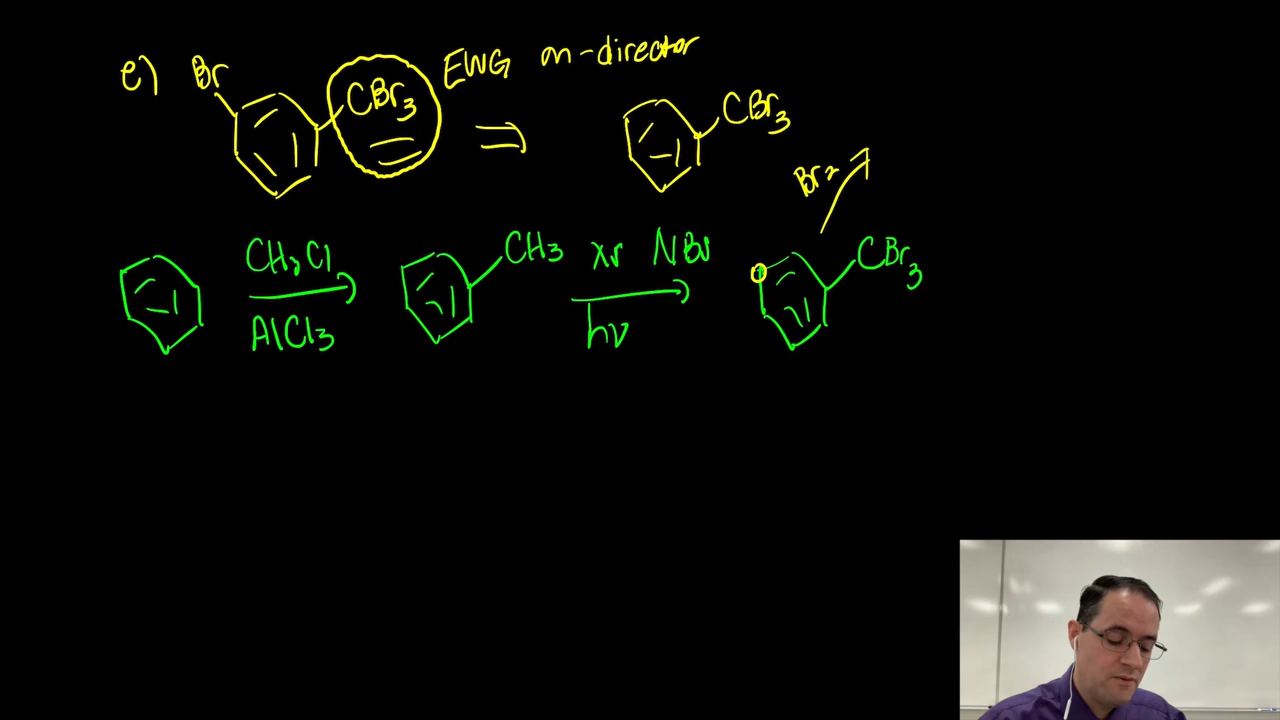 e) Br CBr3 EWG m-director
⇒ CBr3
Br2
CH3Cl CH3 xs NBS CBr3
AlCl3 hν